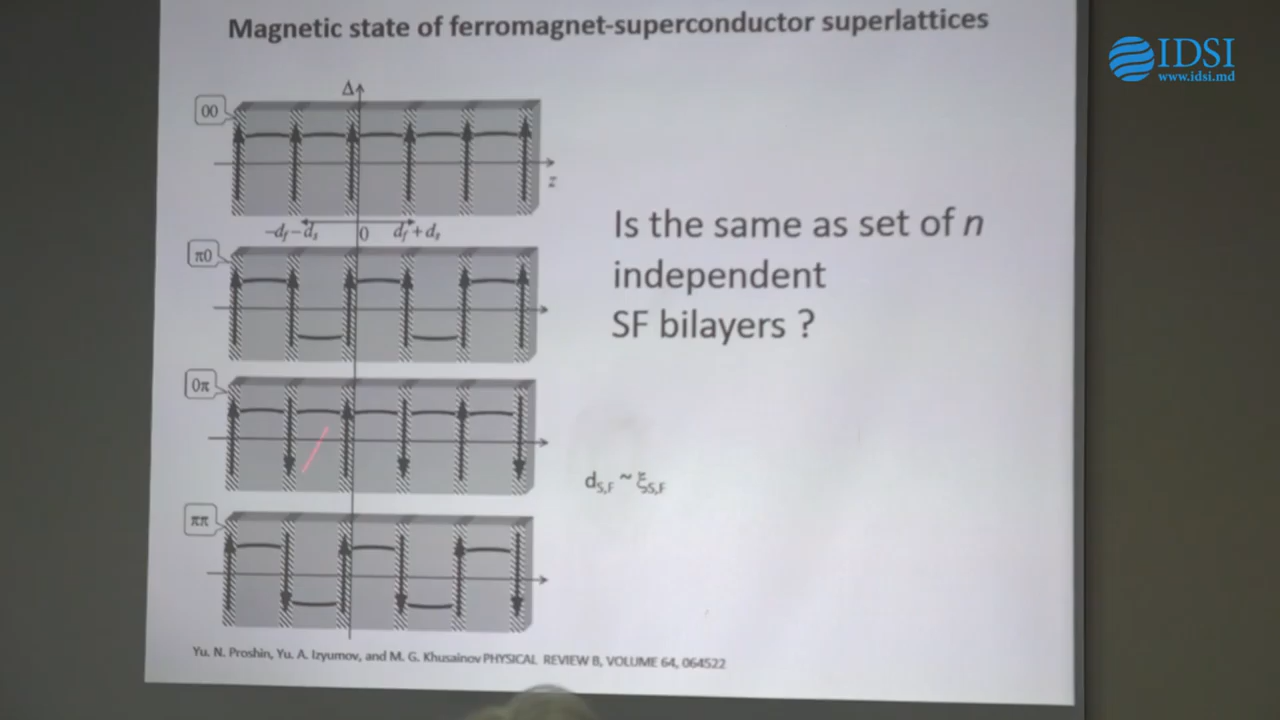 Magnetic state of ferromagnet-superconductor superlattices
IDSI
www.idsi.md
Δ
00
z
−d_f−d_s
0
d_f+d_s
π0
0π
ππ
Is the same as set of n
independent
SF bilayers ?
d_S,F ~ ξ_S,F
Yu. N. Proshin, Yu. A. Izyumov, and M. G. Khusainov PHYSICAL REVIEW B, VOLUME 64, 064522